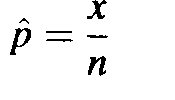 p̂ = x/n